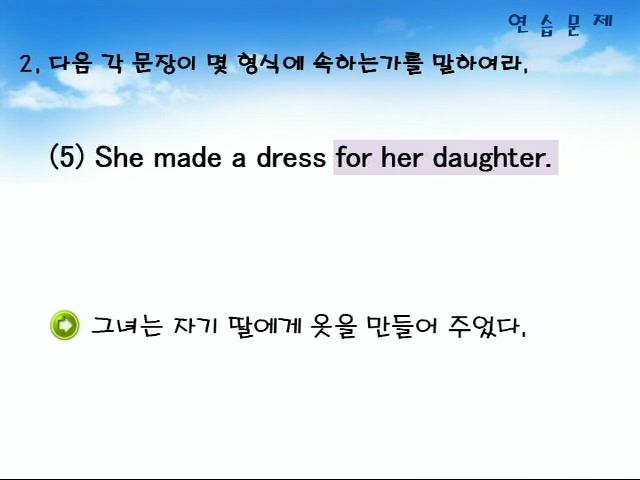 연 습 문 제
2. 다음 각 문장이 몇 형식에 속하는가를 말하여라.
(5) She made a dress for her daughter.
그녀는 자기 딸에게 옷을 만들어 주었다.